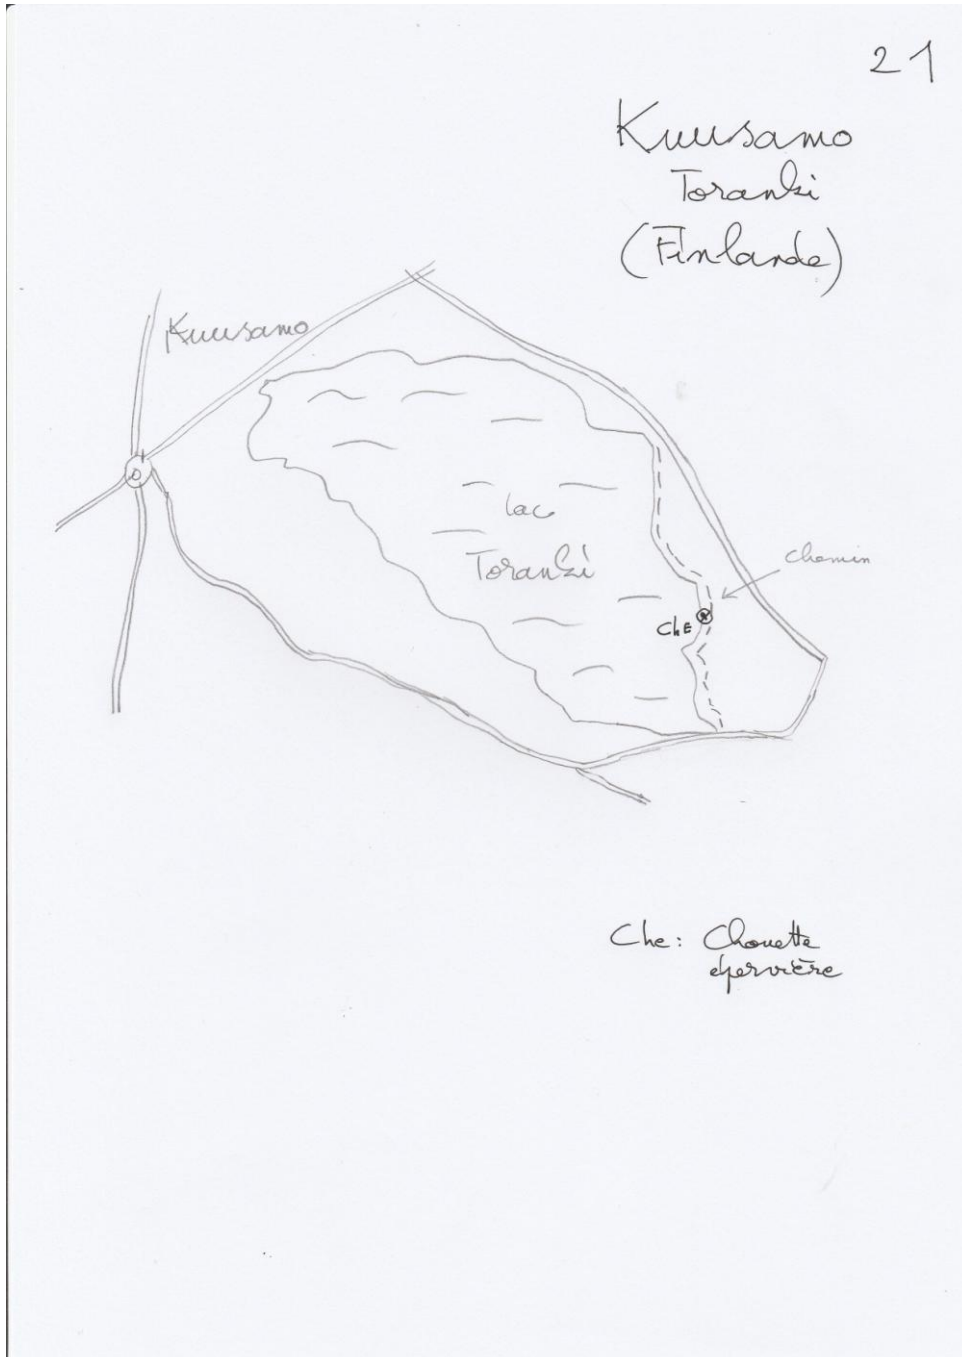 21
Kuusamo
Toranki
(Finlande)
Kuusamo
lac
Toranki
chemin
ChE
Che : Chouette
épervière